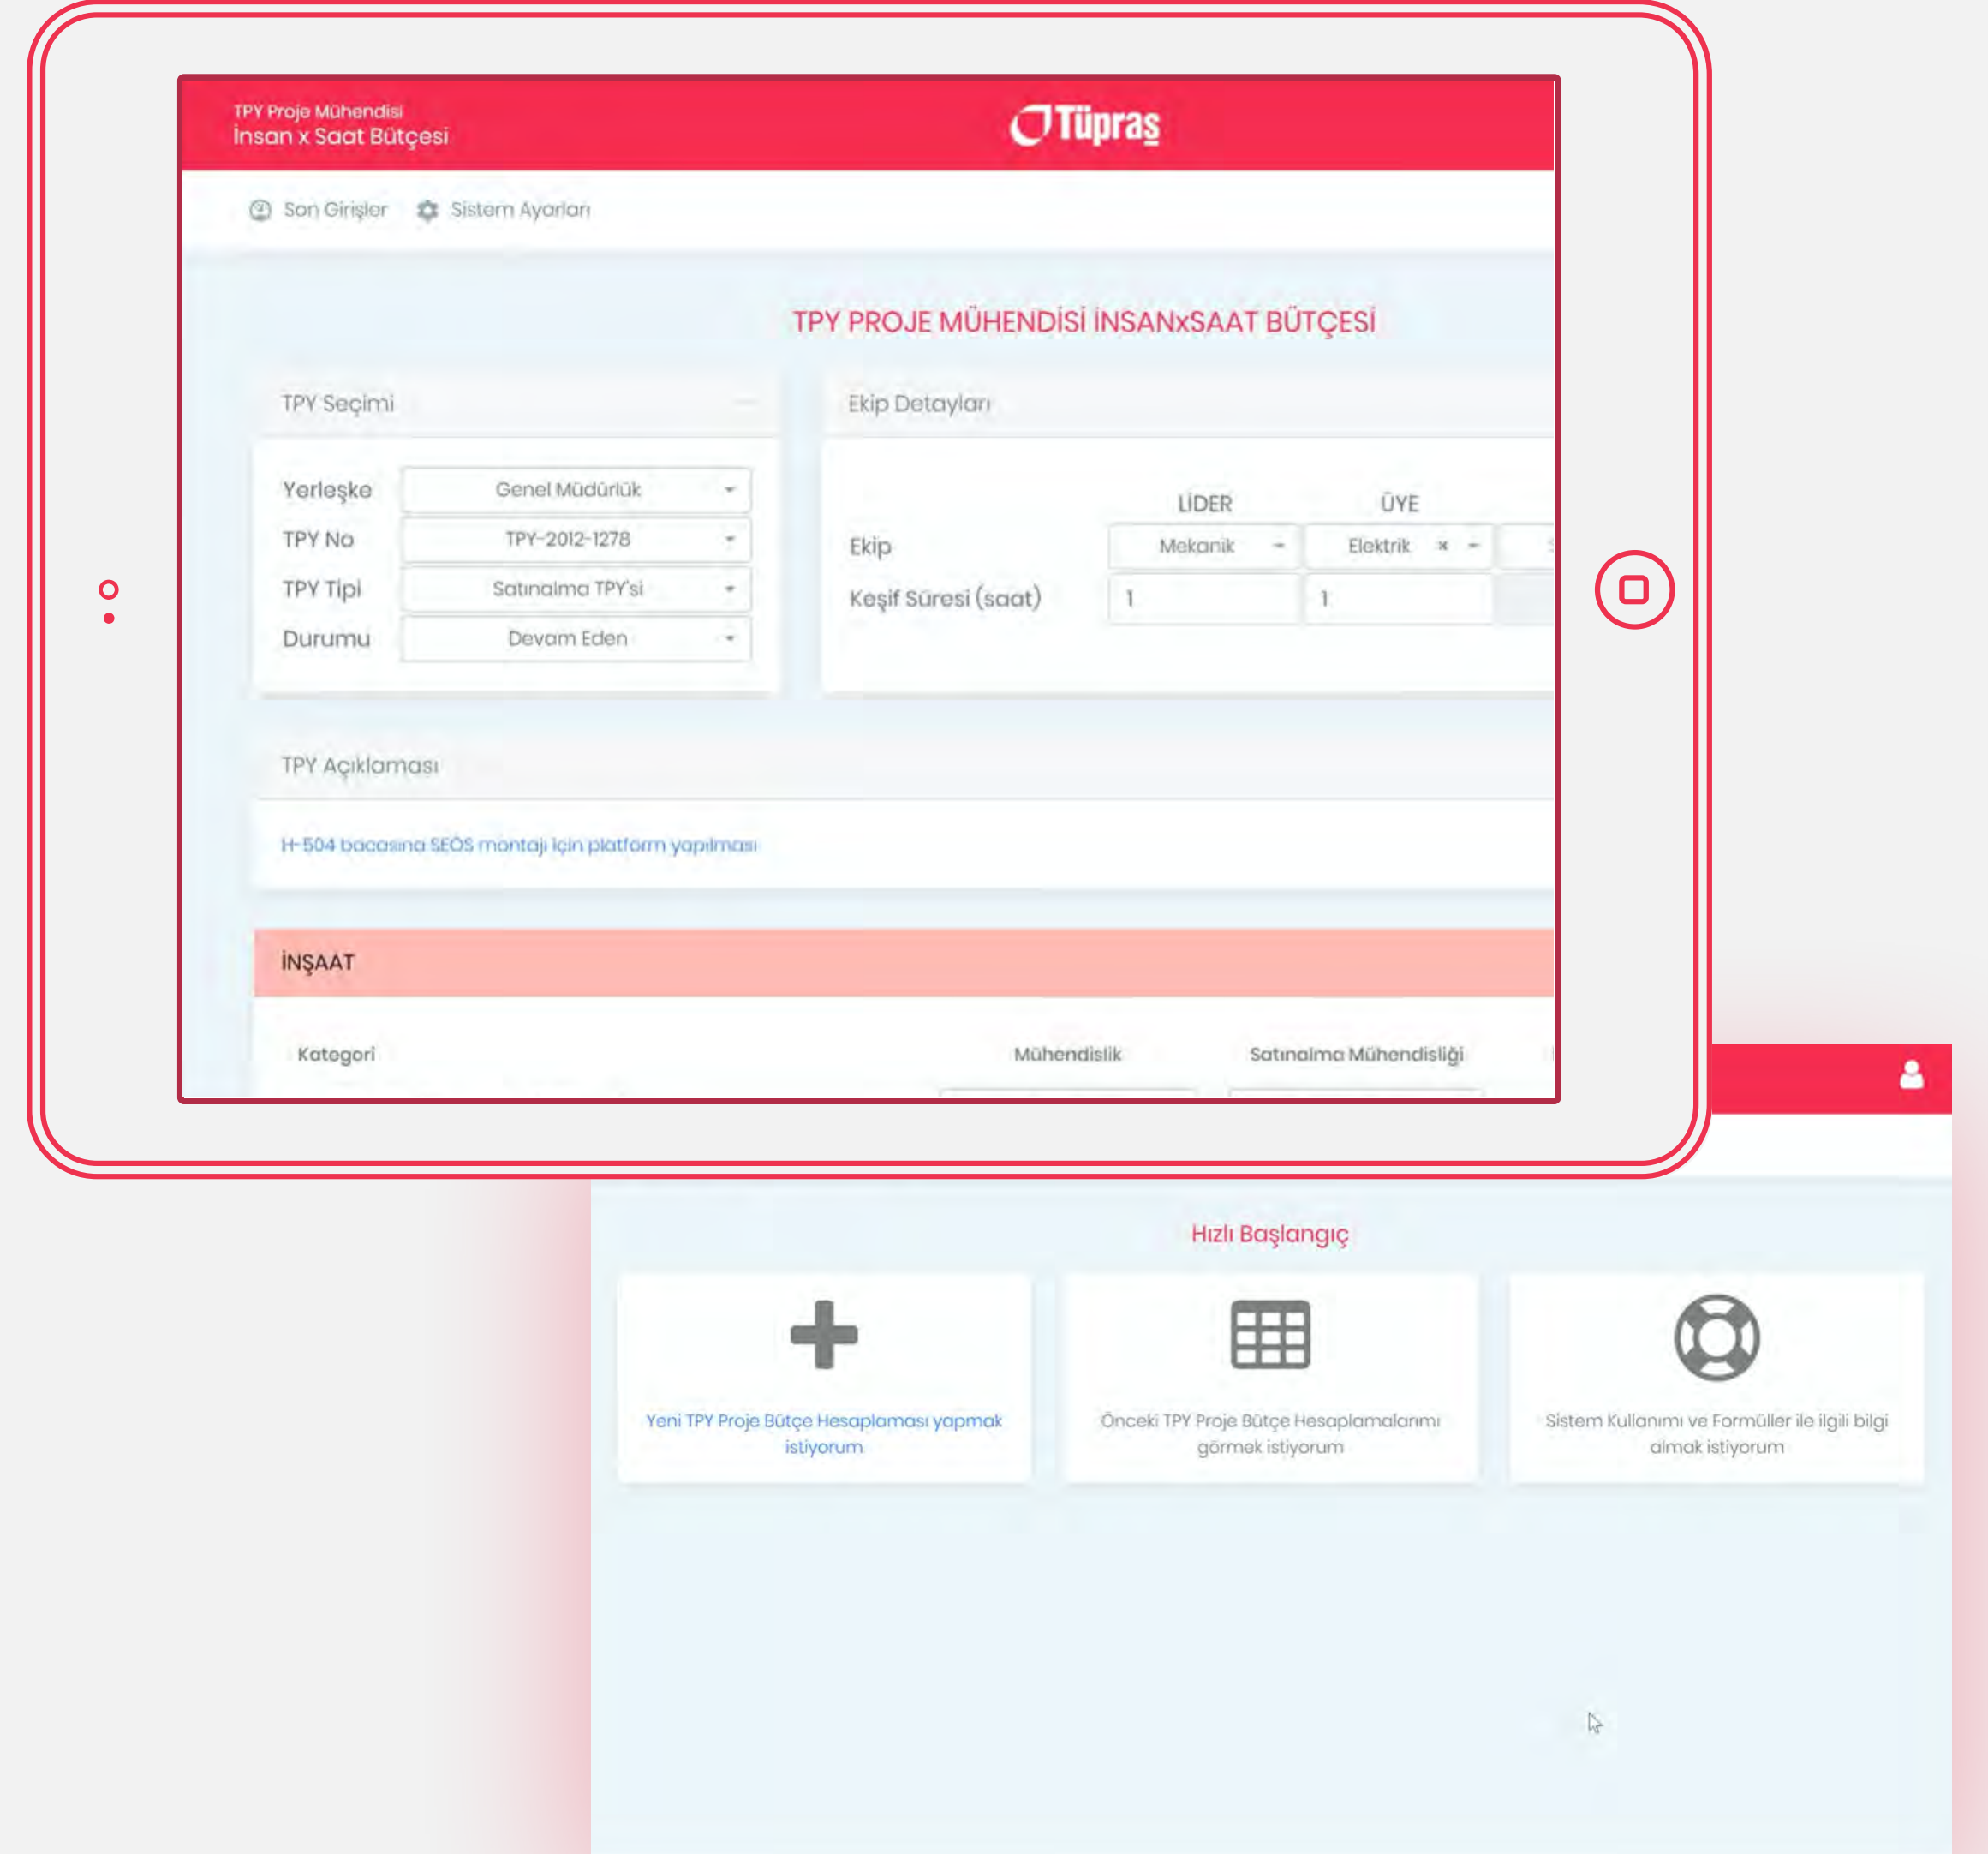 TPY Proje Mühendisi
İnsan x Saat Bütçesi
Tüpraş
Son Girişler
Sistem Ayarları
TPY PROJE MÜHENDİSİ İNSANxSAAT BÜTÇESİ
TPY Seçimi
Yerleşke
Genel Müdürlük
TPY No
TPY-2012-1278
TPY Tipi
Satınalma TPY'si
Durumu
Devam Eden
Ekip Detayları
LİDER
ÜYE
Ekip
Mekanik
Elektrik
Keşif Süresi (saat)
1
1
TPY Açıklaması
H-504 bacasına SEÖS montajı için platform yapılması
İNŞAAT
Kategori
Mühendislik
Satınalma Mühendisliği
Hızlı Başlangıç
Yeni TPY Proje Bütçe Hesaplaması yapmak
istiyorum
Önceki TPY Proje Bütçe Hesaplamalarımı
görmek istiyorum
Sistem Kullanımı ve Formüller ile ilgili bilgi
almak istiyorum